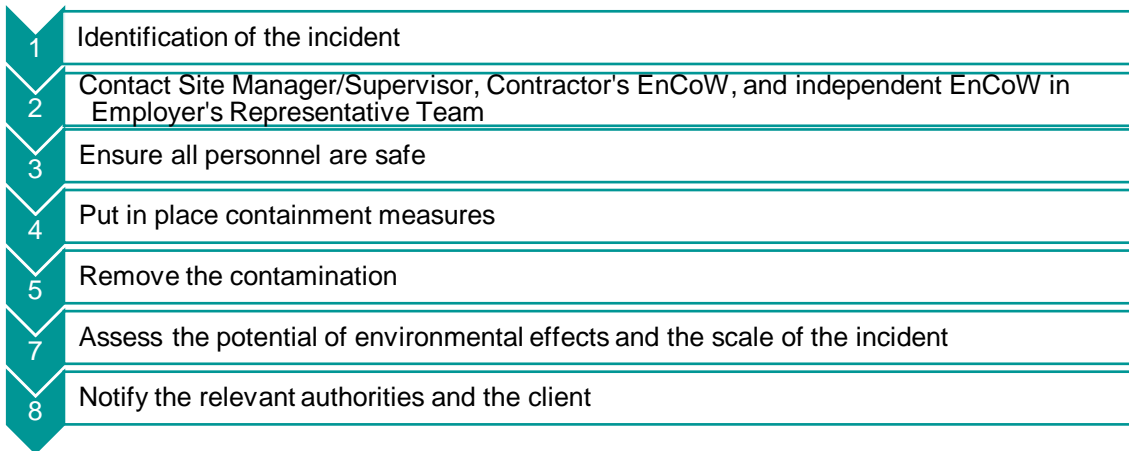 1 Identification of the incident
2 Contact Site Manager/Supervisor, Contractor's EnCoW, and independent EnCoW in
Employer's Representative Team
3 Ensure all personnel are safe
4 Put in place containment measures
5 Remove the contamination
7 Assess the potential of environmental effects and the scale of the incident
8 Notify the relevant authorities and the client